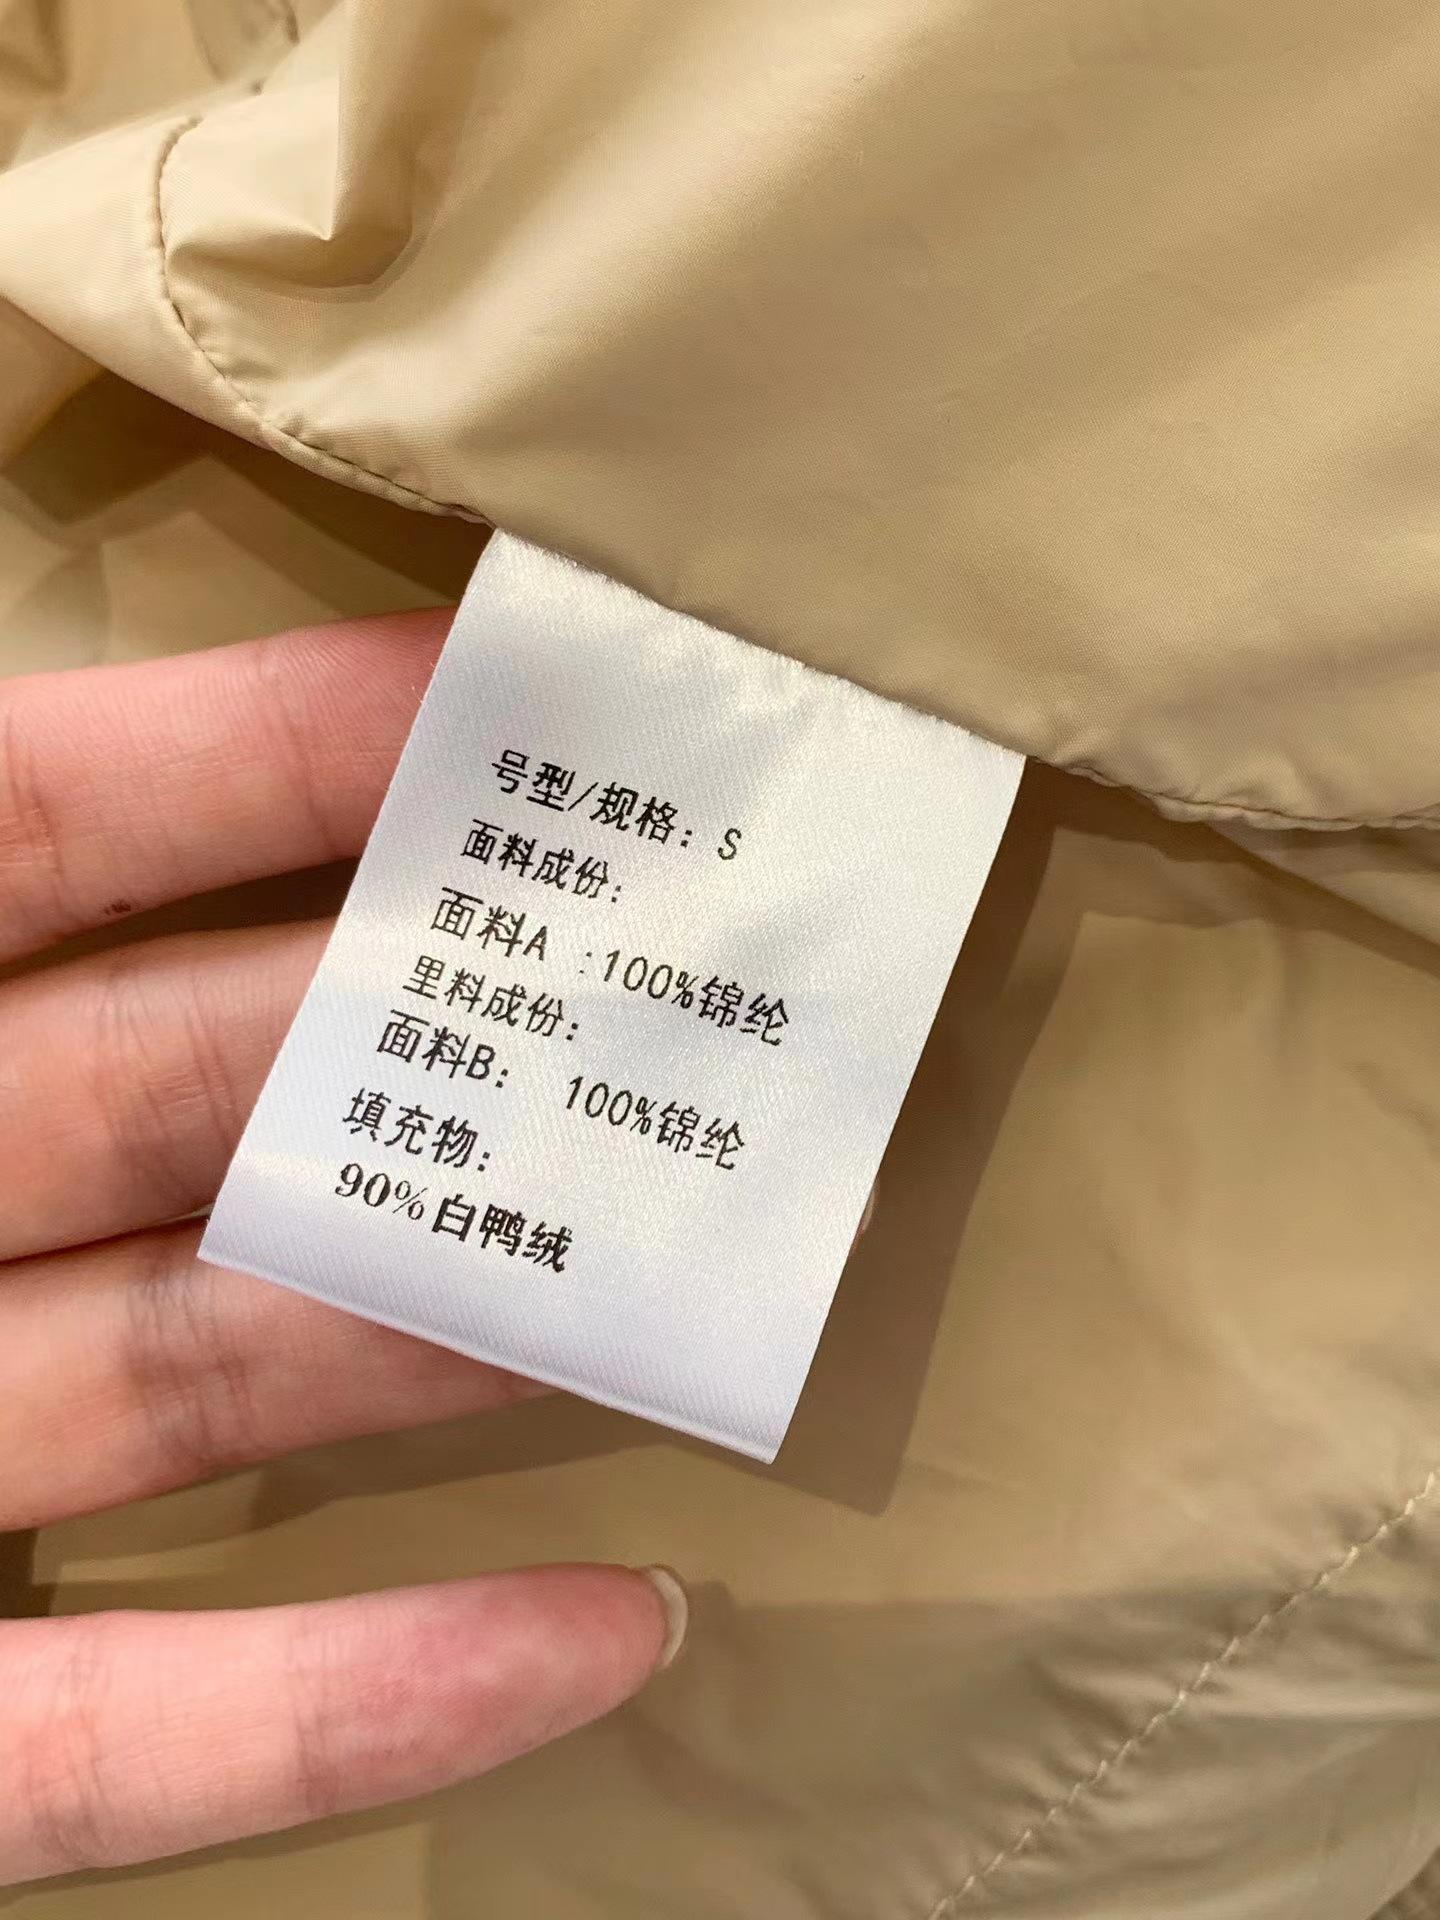 号型/规格: S
面料成份:
面料A :100%锦纶
里料成份:
面料B: 100%锦纶
填充物:
90%白鸭绒